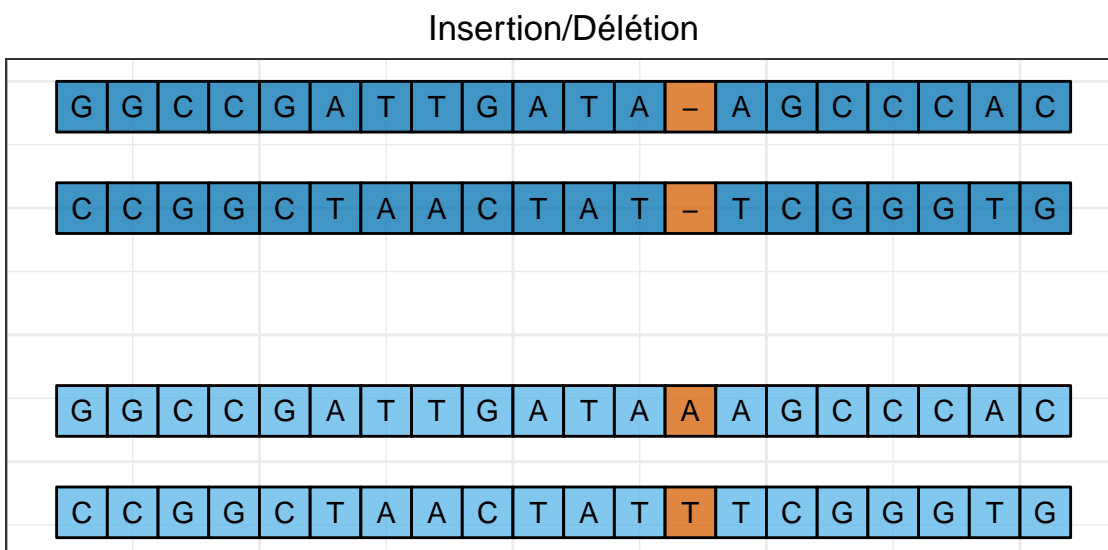 Insertion/Délétion
G G C C G A T T G A T A – A G C C C A C
C C G G C T A A C T A T – T C G G G T G
G G C C G A T T G A T A A A G C C C A C
C C G G C T A A C T A T T T C G G G T G